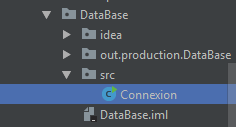 DataBase
idea
out.production.DataBase
src
Connexion
DataBase.iml